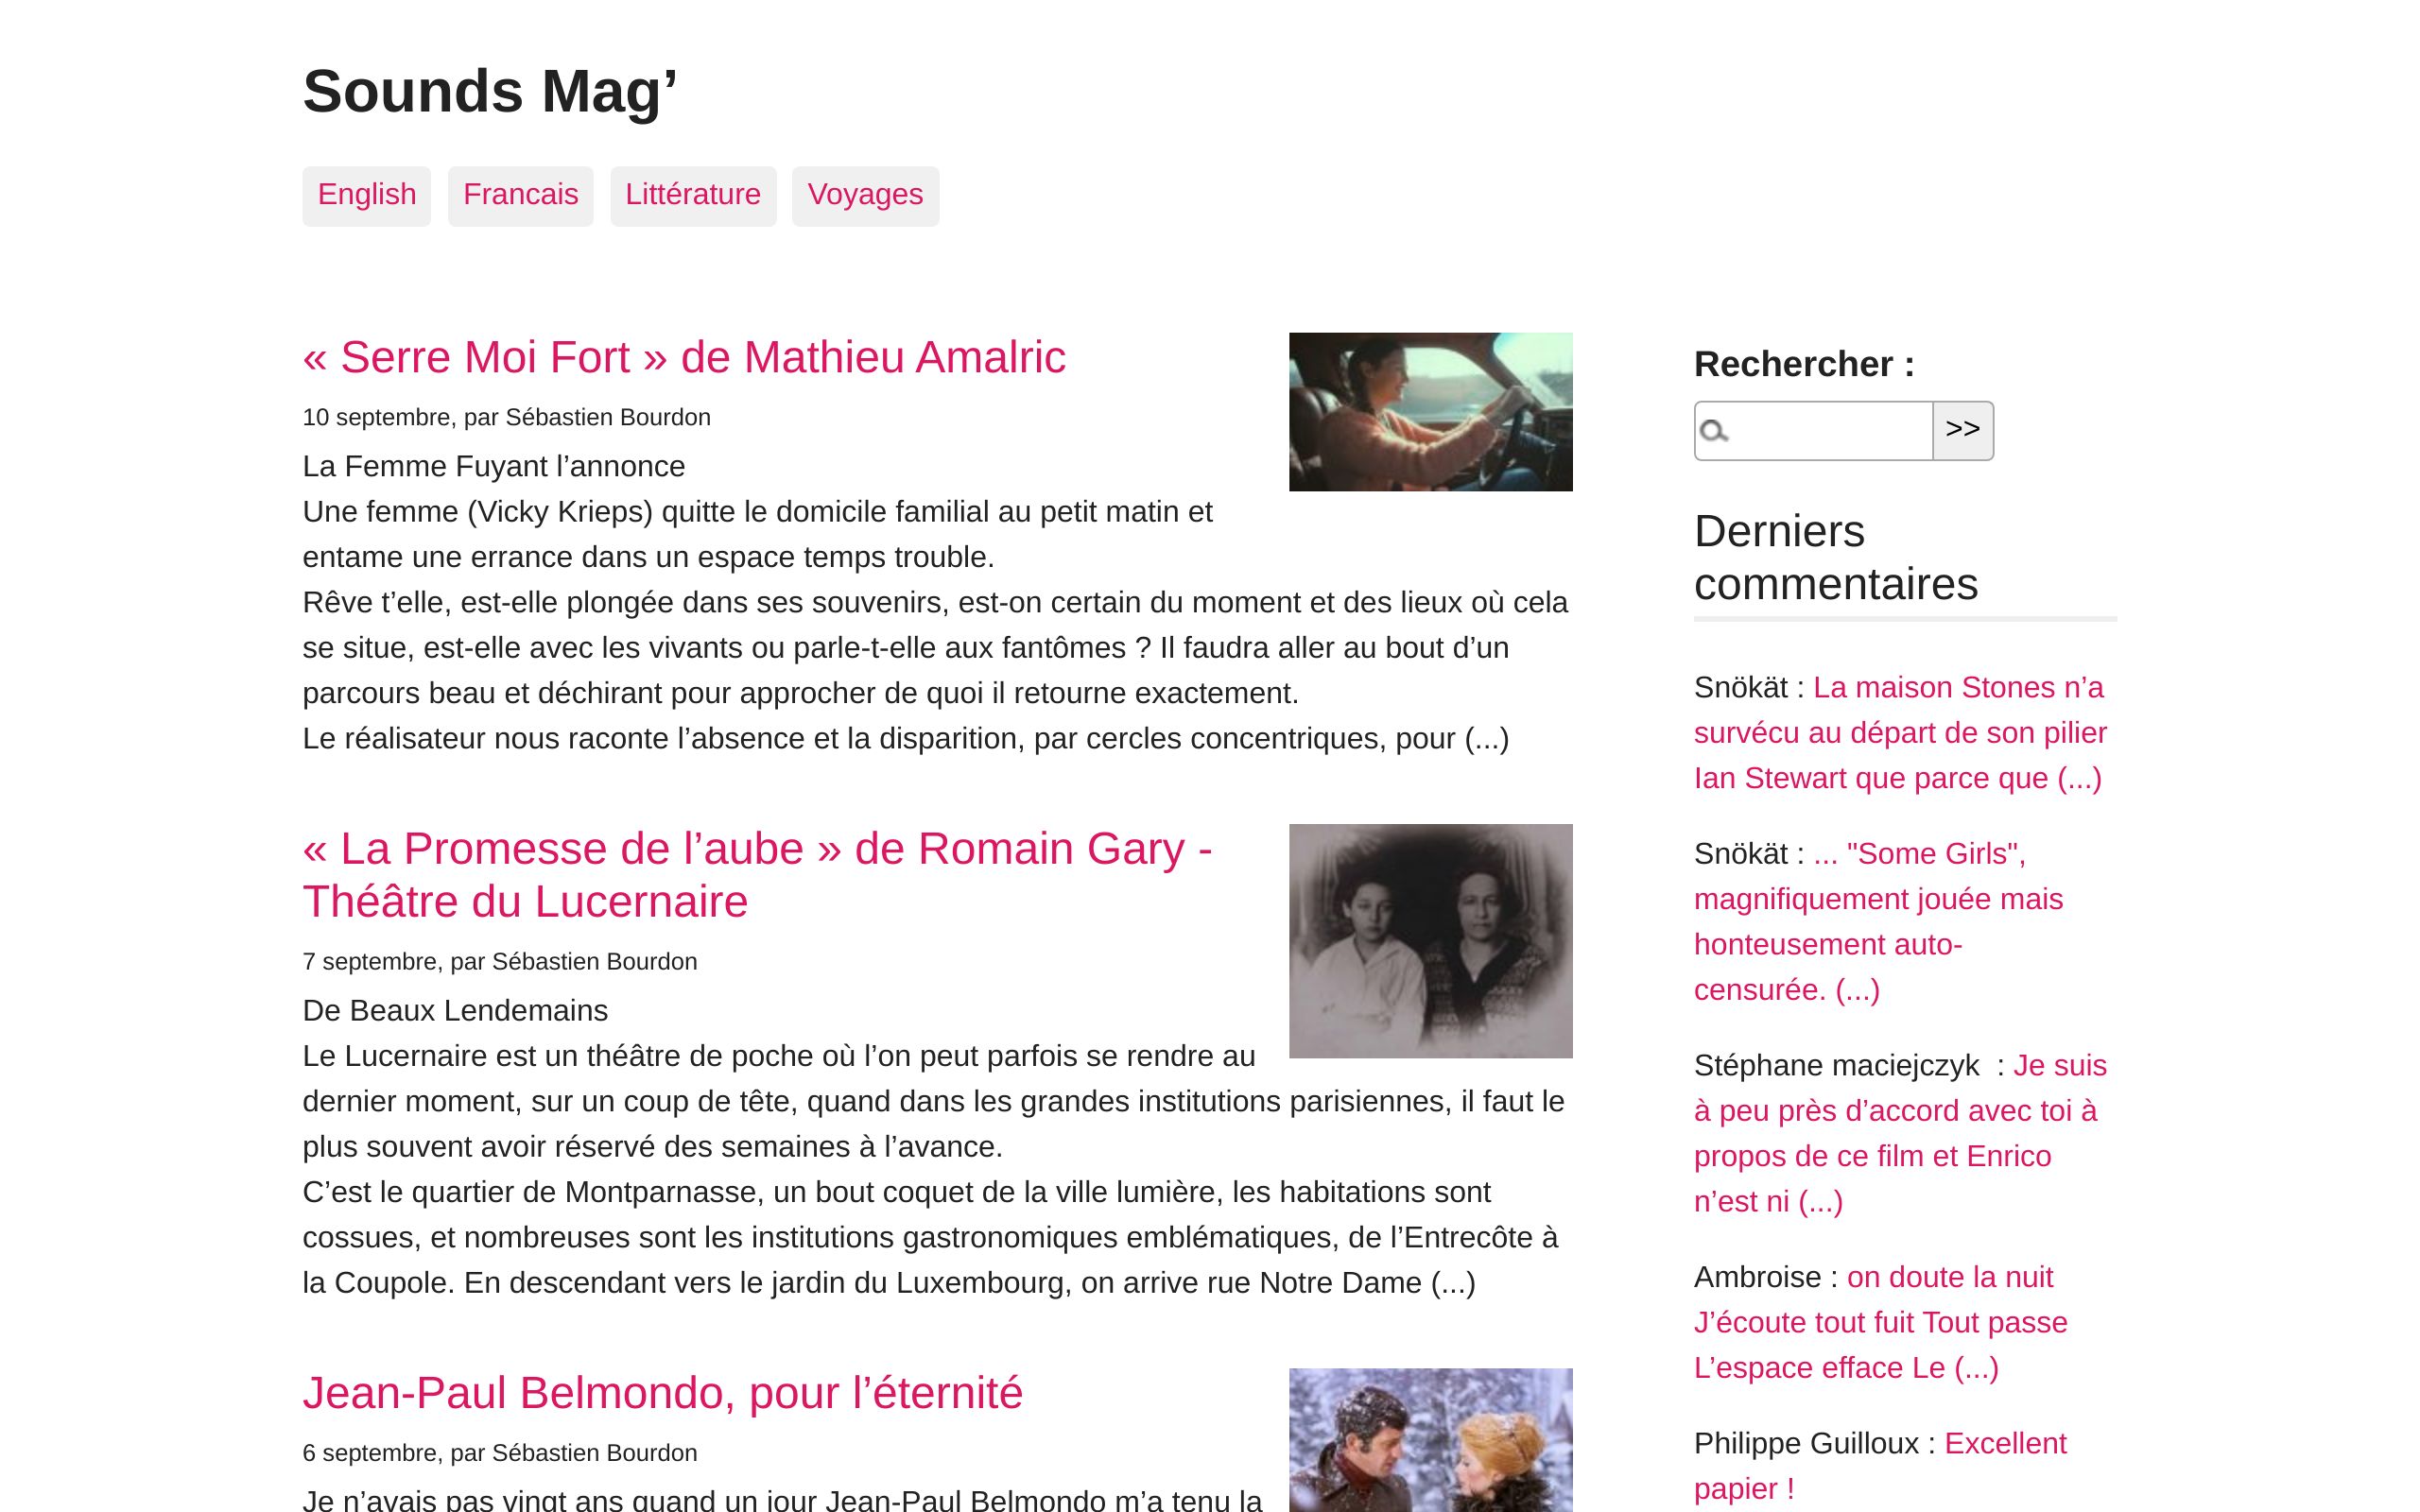 Sounds Mag’
English Francais Littérature Voyages
« Serre Moi Fort » de Mathieu Amalric
10 septembre, par Sébastien Bourdon
La Femme Fuyant l’annonce
Une femme (Vicky Krieps) quitte le domicile familial au petit matin et
entame une errance dans un espace temps trouble.
Rêve t’elle, est-elle plongée dans ses souvenirs, est-on certain du moment et des lieux où cela
se situe, est-elle avec les vivants ou parle-t-elle aux fantômes ? Il faudra aller au bout d’un
parcours beau et déchirant pour approcher de quoi il retourne exactement.
Le réalisateur nous raconte l’absence et la disparition, par cercles concentriques, pour (...)
« La Promesse de l’aube » de Romain Gary -
Théâtre du Lucernaire
7 septembre, par Sébastien Bourdon
De Beaux Lendemains
Le Lucernaire est un théâtre de poche où l’on peut parfois se rendre au
dernier moment, sur un coup de tête, quand dans les grandes institutions parisiennes, il faut le
plus souvent avoir réservé des semaines à l’avance.
C’est le quartier de Montparnasse, un bout coquet de la ville lumière, les habitations sont
cossues, et nombreuses sont les institutions gastronomiques emblématiques, de l’Entrecôte à
la Coupole. En descendant vers le jardin du Luxembourg, on arrive rue Notre Dame (...)
Jean-Paul Belmondo, pour l’éternité
6 septembre, par Sébastien Bourdon
Je n’avais pas vingt ans quand un jour Jean-Paul Belmondo m’a tenu la
Rechercher :
>>
Derniers
commentaires
Snökät : La maison Stones n’a
survécu au départ de son pilier
Ian Stewart que parce que (...)
Snökät : ... "Some Girls",
magnifiquement jouée mais
honteusement auto-
censurée. (...)
Stéphane maciejczyk  : Je suis
à peu près d’accord avec toi à
propos de ce film et Enrico
n’est ni (...)
Ambroise : on doute la nuit
J’écoute tout fuit Tout passe
L’espace efface Le (...)
Philippe Guilloux : Excellent
papier !